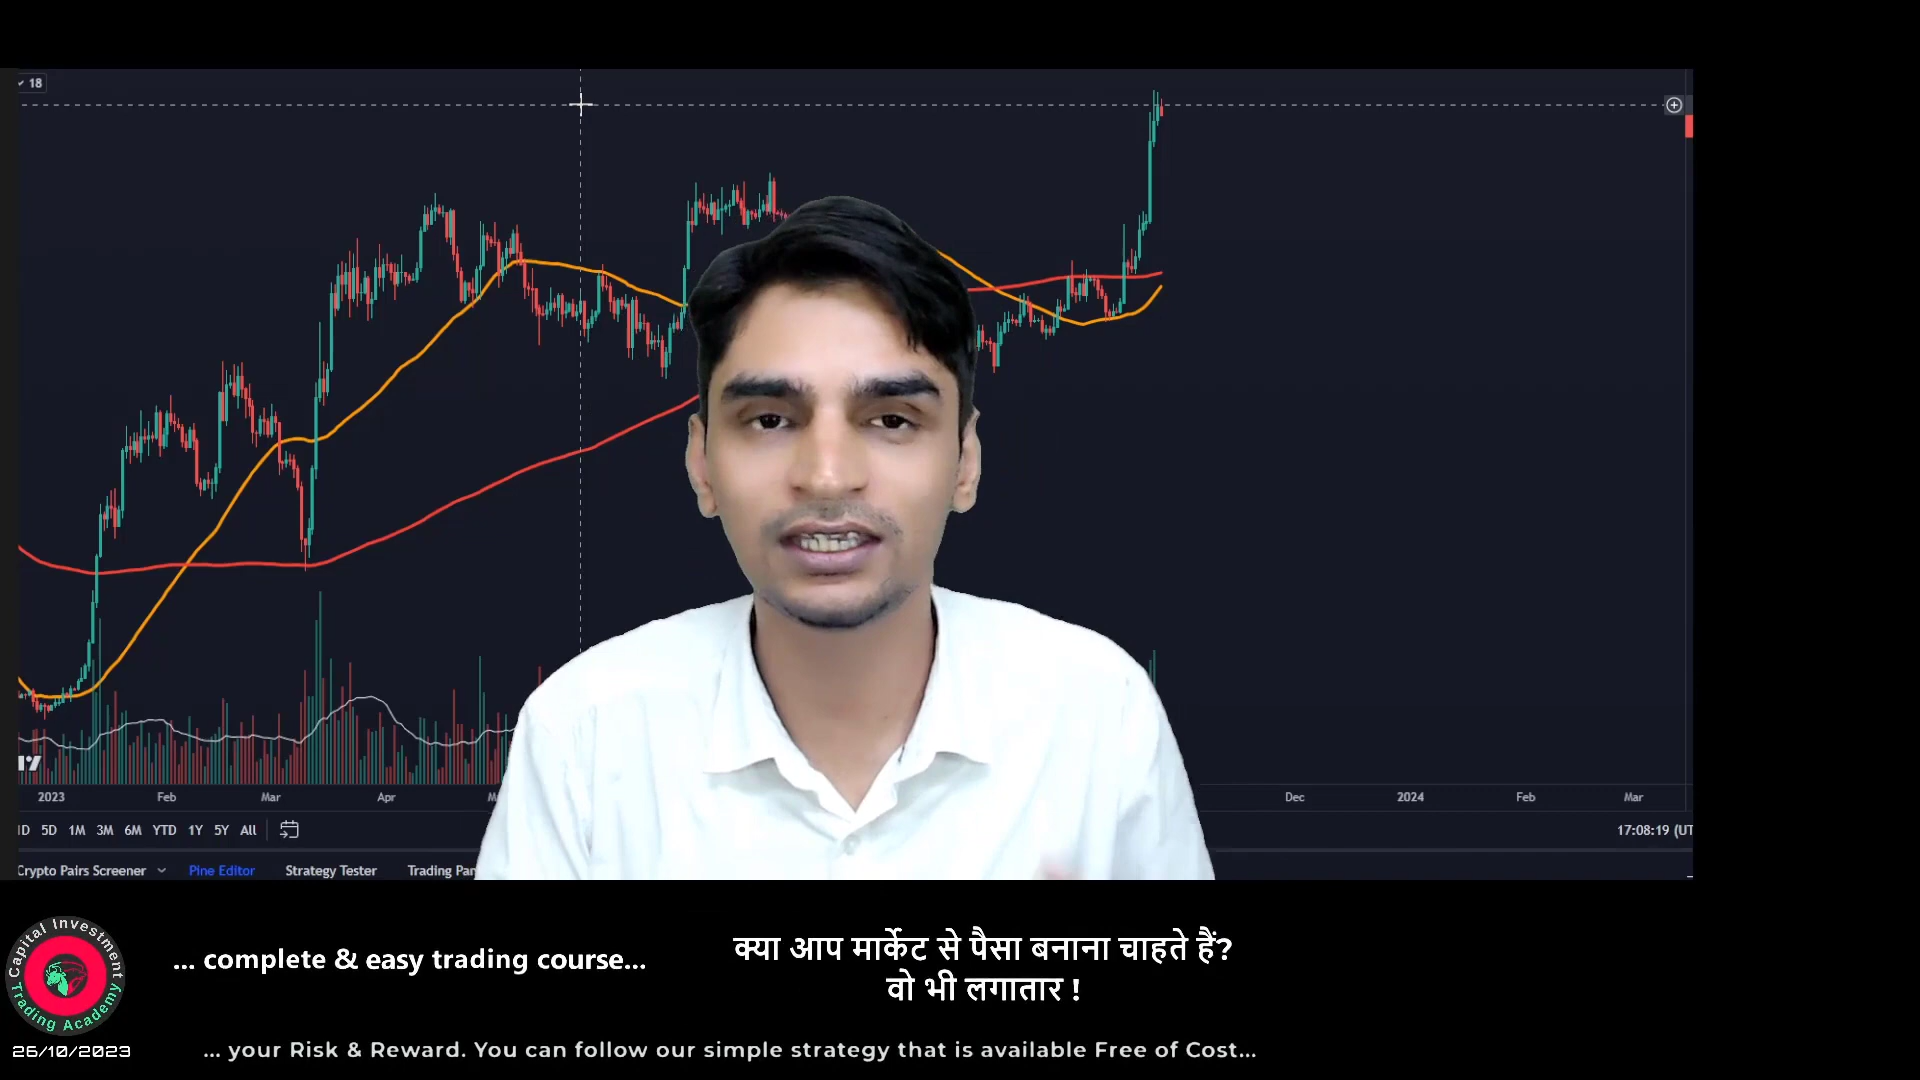 18
2023 Feb Mar Apr Dec 2024 Feb Mar
5D 1M 3M 6M YTD 1Y 5Y All
17:08:19 (UT
Crypto Pairs Screener Pine Editor Strategy Tester Trading Pan
Capital Investment
Trading Academy
26/10/2023
... complete & easy trading course...
क्या आप मार्केट से पैसा बनाना चाहते हैं?
वो भी लगातार !
... your Risk & Reward. You can follow our simple strategy that is available Free of Cost...